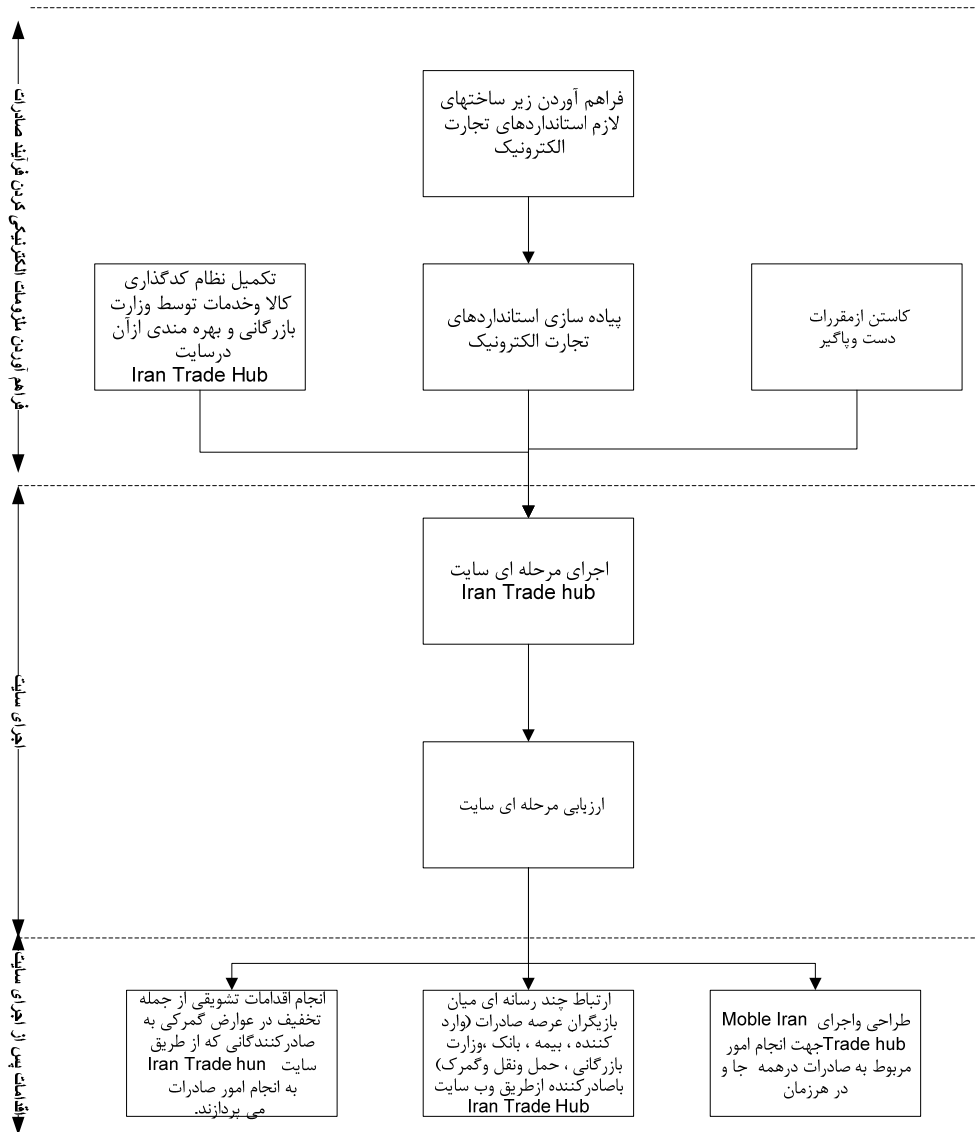 فراهم آوردن ملزومات الکترنیکی کردن فرآیند صادرات
فراهم آوردن زیر ساختهای
لازم استانداردهای تجارت
الکترونیک
کاستن ازمقررات
دست وپاگیر
پیاده سازی استانداردهای
تجارت الکترونیک
تکمیل نظام کدگذاری
کالا وخدمات توسط وزارت
بازرگانی و بهره مندی ازآن
درسایت
Iran Trade Hub
اجرای سایت
اجرای مرحله ای سایت
Iran Trade hub
ارزیابی مرحله ای سایت
اقدامات پس از اجرای سایت
طراحی واجرای Moble Iran
Trade hubجهت انجام امور
مربوط به صادرات درهمه جا و
در هرزمان
ارتباط چند رسانه ای میان
بازیگران عرصه صادرات (وارد
کننده ، بیمه ، بانک ،وزارت
بازرگانی ، حمل ونقل وگمرک)
باصادرکننده ازطریق وب سایت
Iran Trade Hub
انجام اقدامات تشویقی از جمله
تخفیف در عوارض گمرکی به
صادرکنندگانی که از طریق
سایت Iran Trade hun
به انجام امور صادرات
می پردازند.